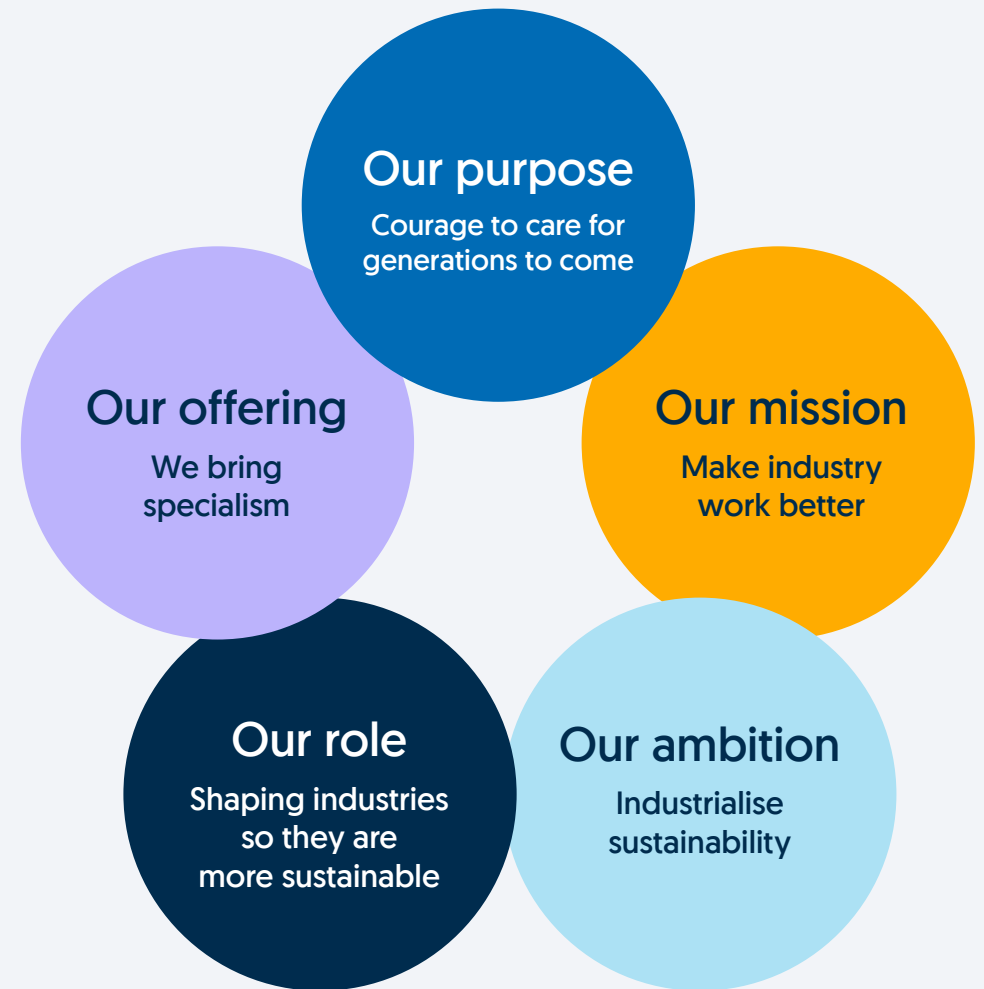 Our purpose
Courage to care for
generations to come
Our offering
We bring
specialism
Our mission
Make industry
work better
Our role
Shaping industries
so they are
more sustainable
Our ambition
Industrialise
sustainability